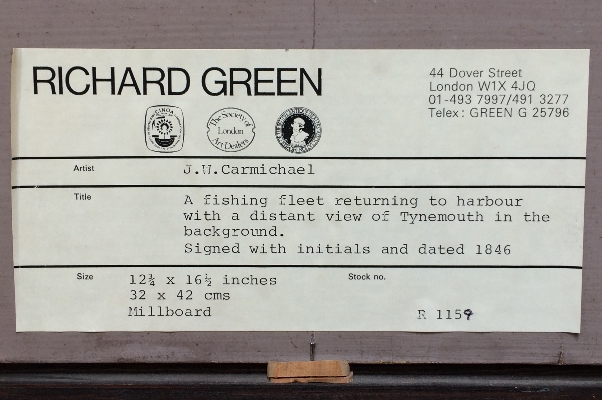 RICHARD GREEN
44 Dover Street
London W1X 4JQ
01-493 7997/491 3277
Telex: GREEN G 25796
CINOA
The Society of
London
Art Dealers
Artist J.W.Carmichael
Title A fishing fleet returning to harbour
with a distant view of Tynemouth in the
background.
Signed with initials and dated 1846
Size 12¾ x 16½ inches Stock no.
32 x 42 cms
Millboard R 1159